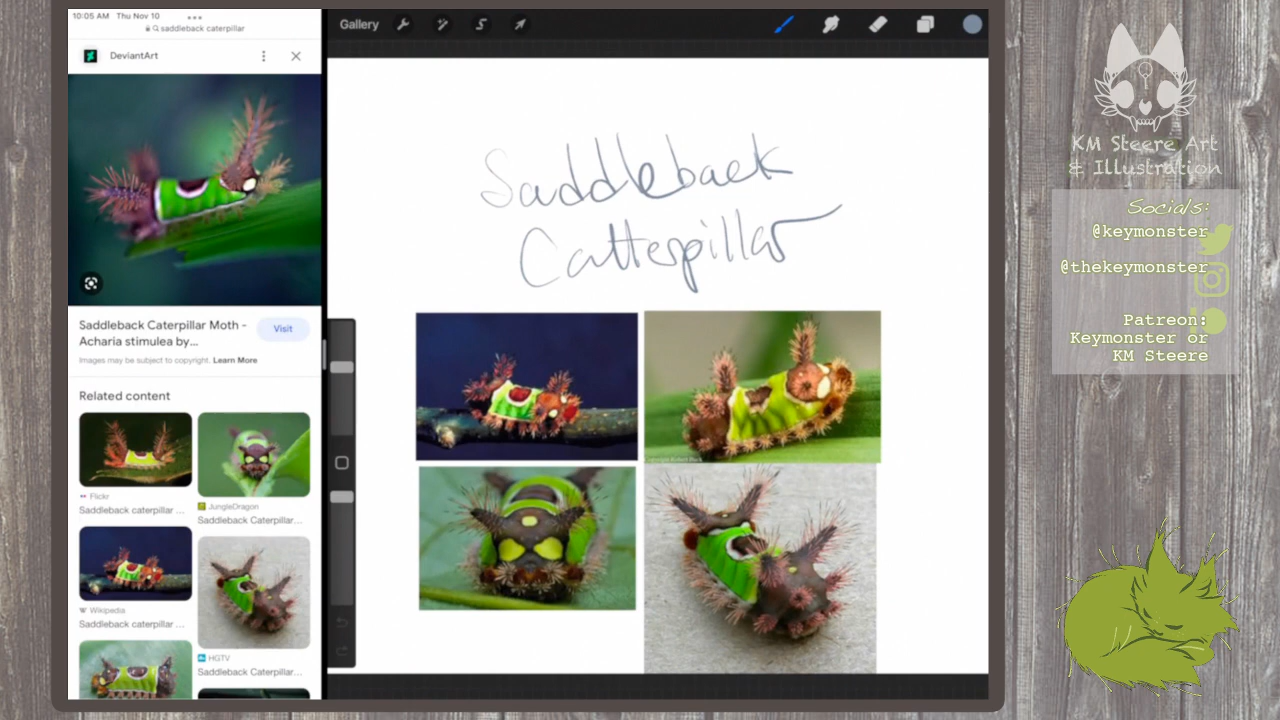 10:05 AM Thu Nov 10
saddleback caterpillar
DeviantArt
Saddleback Caterpillar Moth -
Acharia stimulea by...
Visit
Images may be subject to copyright. Learn More
Related content
Flickr
Saddleback caterpillar ...
JungleDragon
Saddleback Caterpillar...
Wikipedia
Saddleback caterpillar ...
HGTV
Saddleback Caterpillar...
Gallery
Saddleback
Catterpillar
KM Steere Art
& Illustration
Socials:
@keymonster
@thekeymonster
Patreon:
Keymonster or
KM Steere